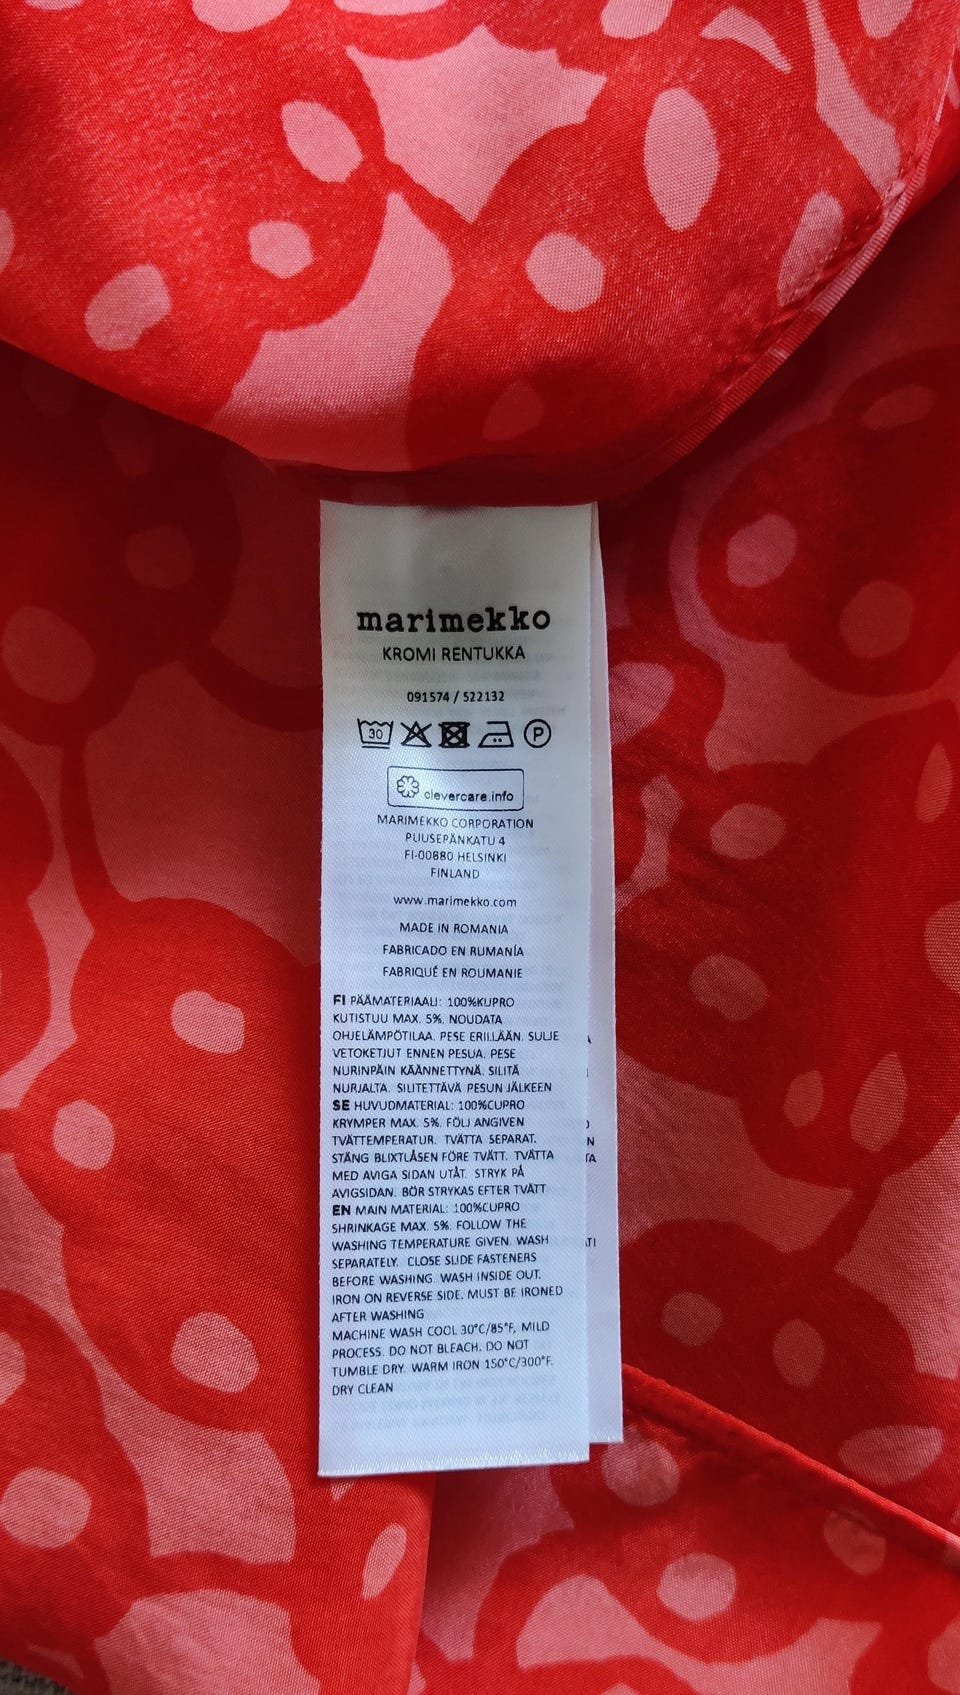 marimekko
KROMI RENTUKKA
091574 / 522132
30 P
clevercare.info
MARIMEKKO CORPORATION
PUUSEPÄNKATU 4
FI-00880 HELSINKI
FINLAND
www.marimekko.com
MADE IN ROMANIA
FABRICADO EN RUMANÍA
FABRIQUÉ EN ROUMANIE
FI PÄÄMATERIAALI: 100%KUPRO
KUTISTUU MAX. 5%. NOUDATA
OHJELÄMPÖTILAA. PESE ERILLÄÄN. SULJE
VETOKETJUT ENNEN PESUA. PESE
NURINPÄIN KÄÄNNETTYNÄ. SILITÄ
NURJALTA. SILITETTÄVÄ PESUN JÄLKEEN
SE HUVUDMATERIAL: 100%CUPRO
KRYMPER MAX. 5%. FÖLJ ANGIVEN
TVÄTTEMPERATUR. TVÄTTA SEPARAT.
STÄNG BLIXTLÅSEN FÖRE TVÄTT. TVÄTTA
MED AVIGA SIDAN UTÅT. STRYK PÅ
AVIGSIDAN. BÖR STRYKAS EFTER TVÄTT
EN MAIN MATERIAL: 100%CUPRO
SHRINKAGE MAX. 5%. FOLLOW THE
WASHING TEMPERATURE GIVEN. WASH
SEPARATELY. CLOSE SLIDE FASTENERS
BEFORE WASHING. WASH INSIDE OUT.
IRON ON REVERSE SIDE. MUST BE IRONED
AFTER WASHING
MACHINE WASH COOL 30°C/85°F, MILD
PROCESS. DO NOT BLEACH. DO NOT
TUMBLE DRY. WARM IRON 150°C/300°F.
DRY CLEAN